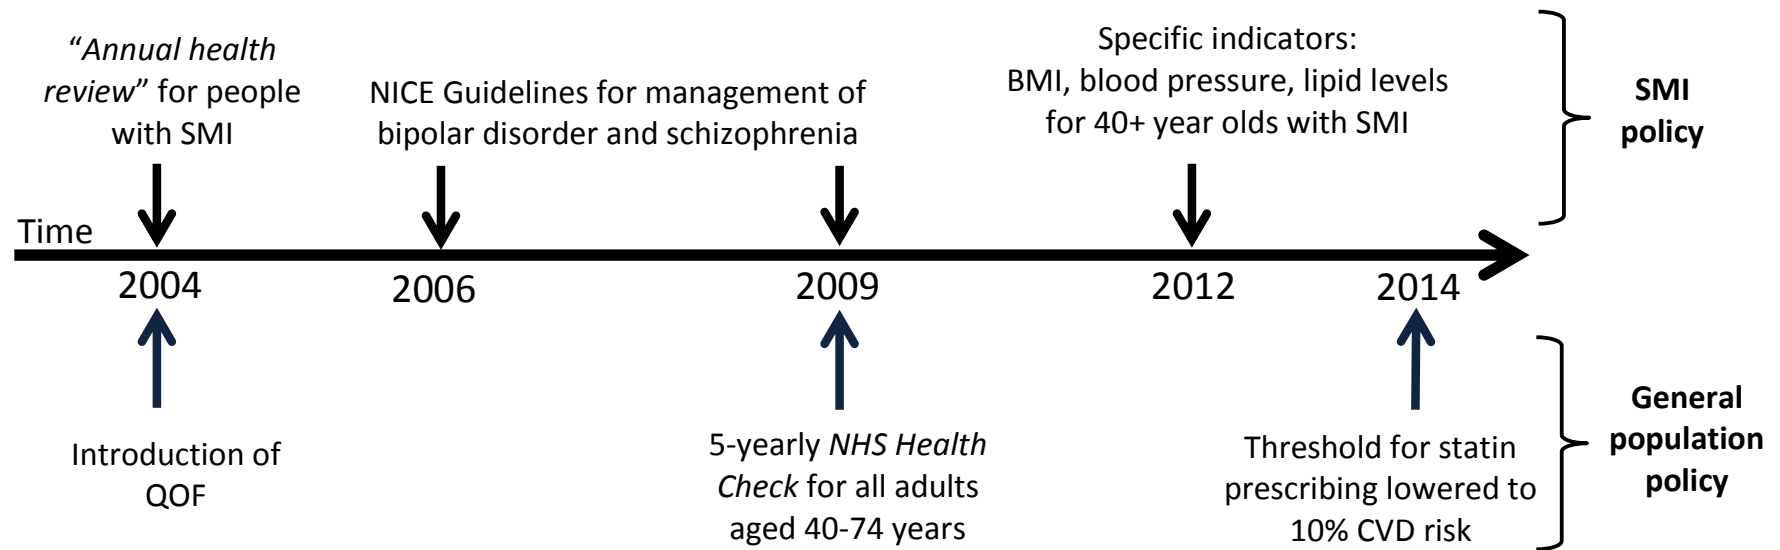 “Annual health
review” for people
with SMI
NICE Guidelines for management of
bipolar disorder and schizophrenia
Specific indicators:
BMI, blood pressure, lipid levels
for 40+ year olds with SMI
SMI
policy
Time
2004
2006
2009
2012
2014
Introduction of
QOF
5-yearly NHS Health
Check for all adults
aged 40-74 years
Threshold for statin
prescribing lowered to
10% CVD risk
General
population
policy